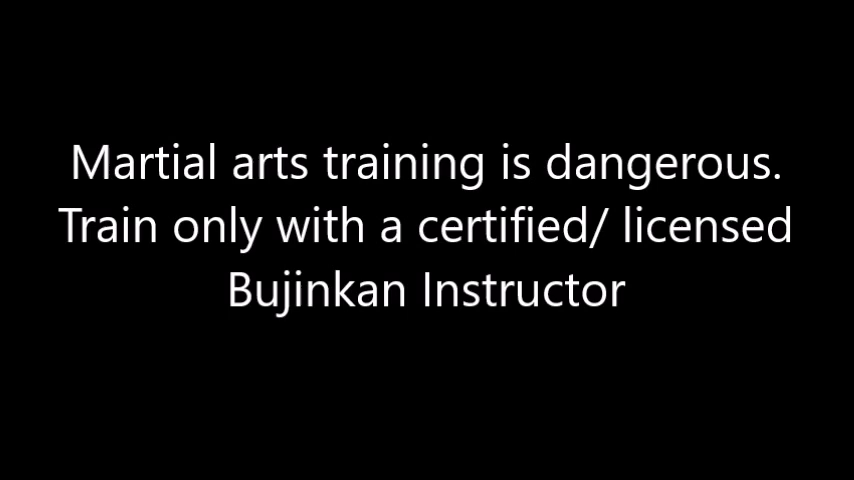 Martial arts training is dangerous.
Train only with a certified/ licensed
Bujinkan Instructor